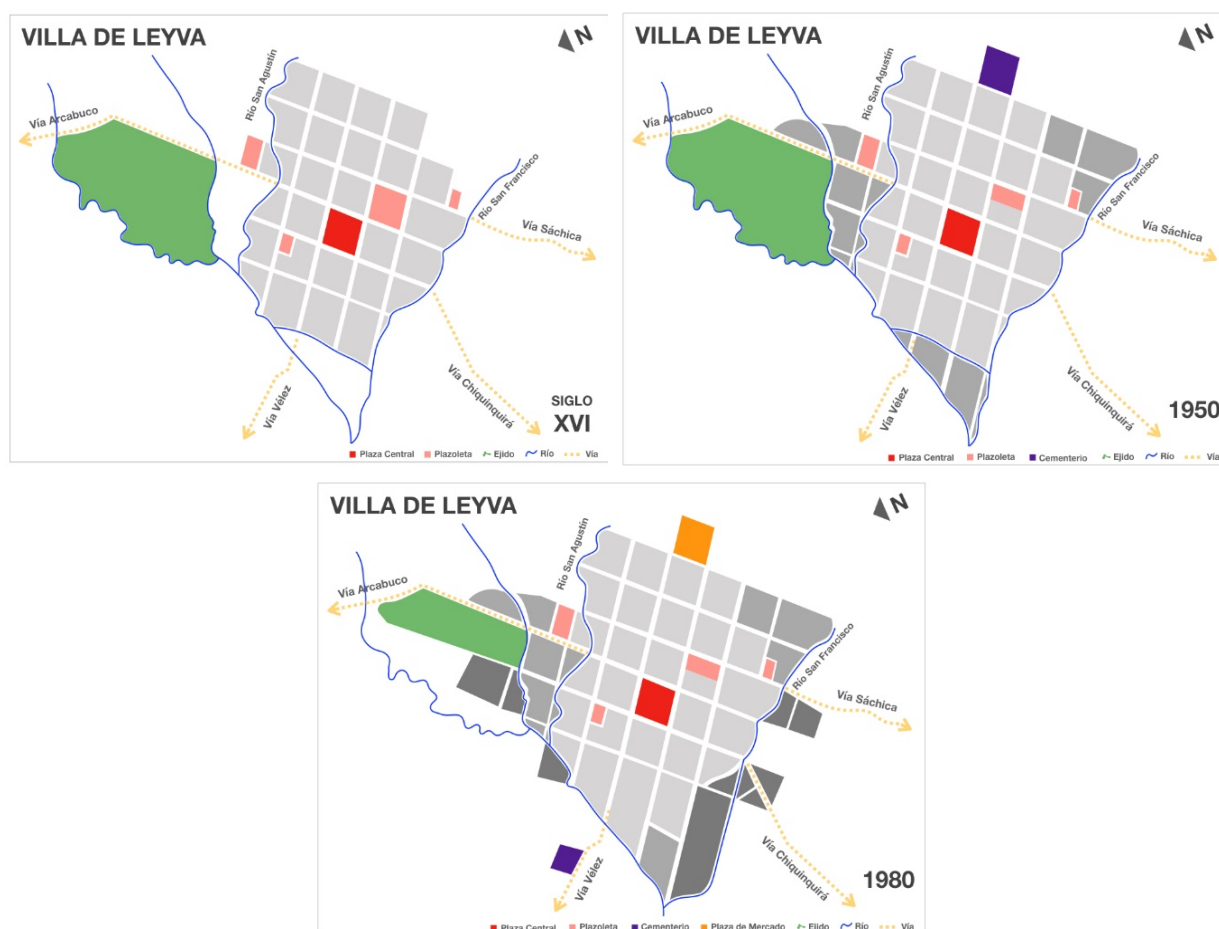 VILLA DE LEYVA
N
Río San Agustín
Vía Arcabuco
Río San Francisco
Vía Sáchica
Vía Vélez
Vía Chiquinquirá
SIGLO
XVI
Plaza Central Plazoleta Ejido Río Vía
VILLA DE LEYVA
N
Río San Agustín
Vía Arcabuco
Río San Francisco
Vía Sáchica
Vía Vélez
Vía Chiquinquirá
1950
Plaza Central Plazoleta Cementerio Ejido Río Vía
VILLA DE LEYVA
N
Río San Agustín
Vía Arcabuco
Río San Francisco
Vía Sáchica
Vía Vélez
Vía Chiquinquirá
1980
Plaza Central Plazoleta Cementerio Plaza de Mercado Ejido Río Vía